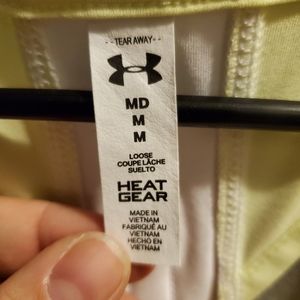 --TEAR AWAY--
MD
M
M
LOOSE
COUPE LÂCHE
SUELTO
HEAT
GEAR
MADE IN
VIETNAM
FABRIQUÉ AU
VIETNAM
HECHO EN
VIETNAM